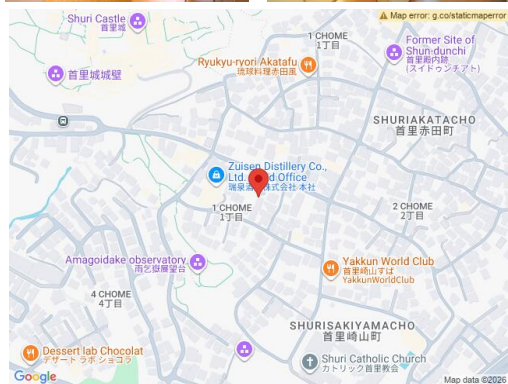 Map error: g.co/staticmaperror
Shuri Castle
首里城
1 CHOME
1丁目
Former Site of
Shun-dunchi
首里殿内跡
(スイドゥンチアト)
Ryukyu-ryori Akatafu
琉球料理赤田風
首里城城壁
SHURIAKATACHO
首里赤田町
Zuisen Distillery Co.,
Ltd.
Office
瑞泉酒
株式会社 本社
1 CHOME
1丁目
2 CHOME
2丁目
Amagoidake observatory
雨乞嶽展望台
Yakkun World Club
首里崎山すば
YakkunWorldClub
4 CHOME
4丁目
SHURISAKIYAMACHO
首里崎山町
Dessert lab Chocolat
デザート ラボ ショコラ
Shuri Catholic Church
カトリック首里教会
Google
Map data ©2026